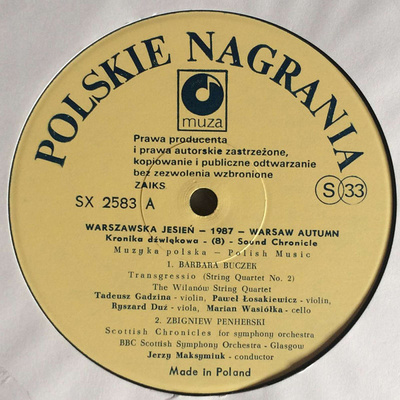 POLSKIE NAGRANIA
muza
Prawa producenta
i prawa autorskie zastrzeżone,
kopiowanie i publiczne odtwarzanie
bez zezwolenia wzbronione
ZAIKS
SX 2583 A
S 33
WARSZAWSKA JESIEŃ – 1987 – WARSAW AUTUMN
Kronika dźwiękowa - (8) - Sound Chronicle
Muzyka polska – Polish Music
1. BARBARA BUCZEK
Transgressio (String Quartet No. 2)
The Wilanów String Quartet
Tadeusz Gadzina - violin, Paweł Łosakiewicz - violin,
Ryszard Duź - viola, Marian Wasiółka - cello
2. ZBIGNIEW PENHERSKI
Scottish Chronicles for symphony orchestra
BBC Scottish Symphony Orchestra - Glasgow
Jerzy Maksymiuk - conductor
Made in Poland